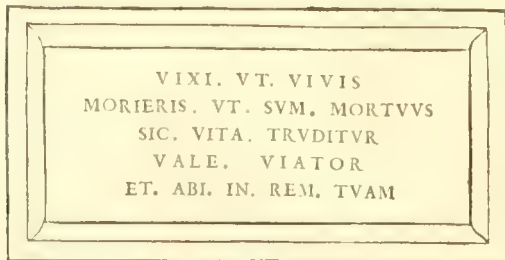 VIXI. VT. VIVIS
MORIERIS. VT. SVM. MORTVVS
SIC. VITA. TRVDITVR
VALE. VIATOR
ET. ABI. IN. REM. TVAM